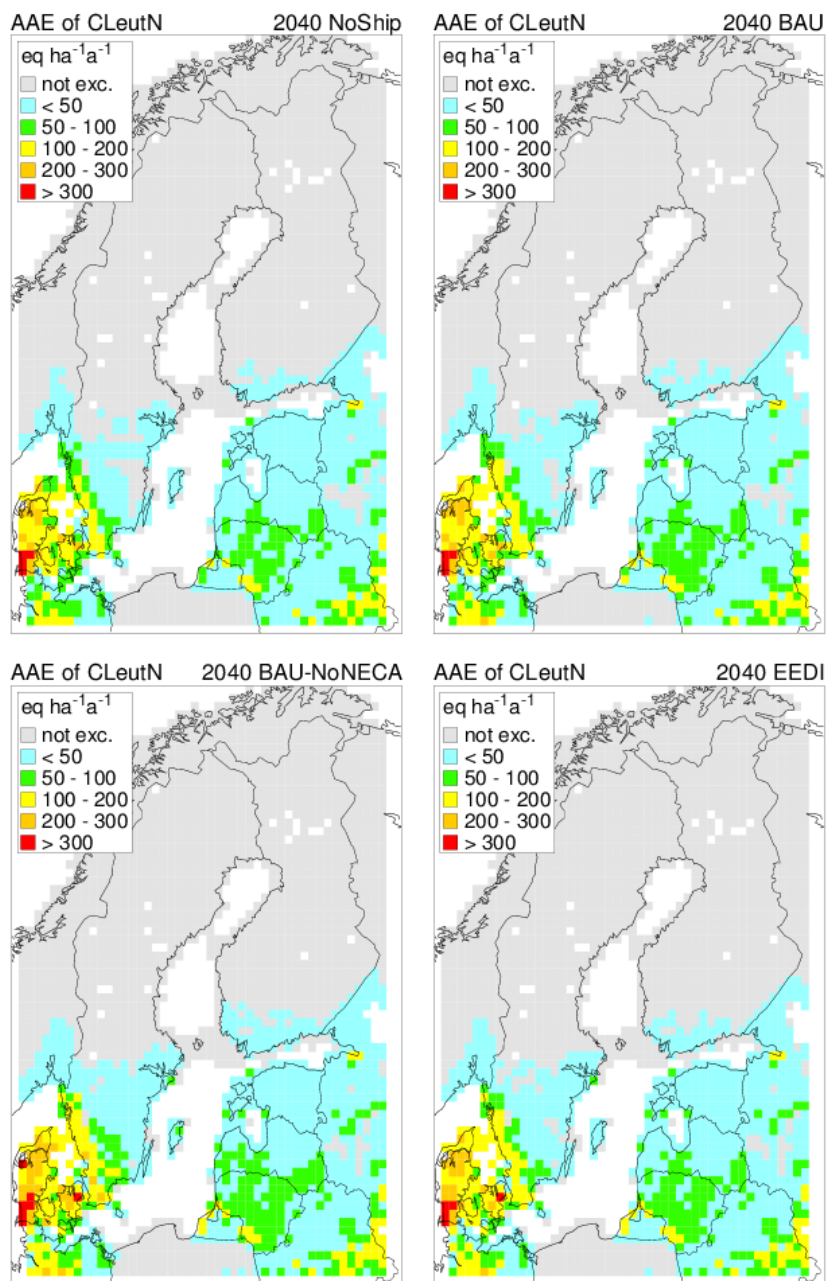 AAE of CLeutN 2040 NoShip
eq ha⁻¹a⁻¹
not exc.
< 50
50 - 100
100 - 200
200 - 300
> 300
AAE of CLeutN 2040 BAU
eq ha⁻¹a⁻¹
not exc.
< 50
50 - 100
100 - 200
200 - 300
> 300
AAE of CLeutN 2040 BAU-NoNECA
eq ha⁻¹a⁻¹
not exc.
< 50
50 - 100
100 - 200
200 - 300
> 300
AAE of CLeutN 2040 EEDI
eq ha⁻¹a⁻¹
not exc.
< 50
50 - 100
100 - 200
200 - 300
> 300